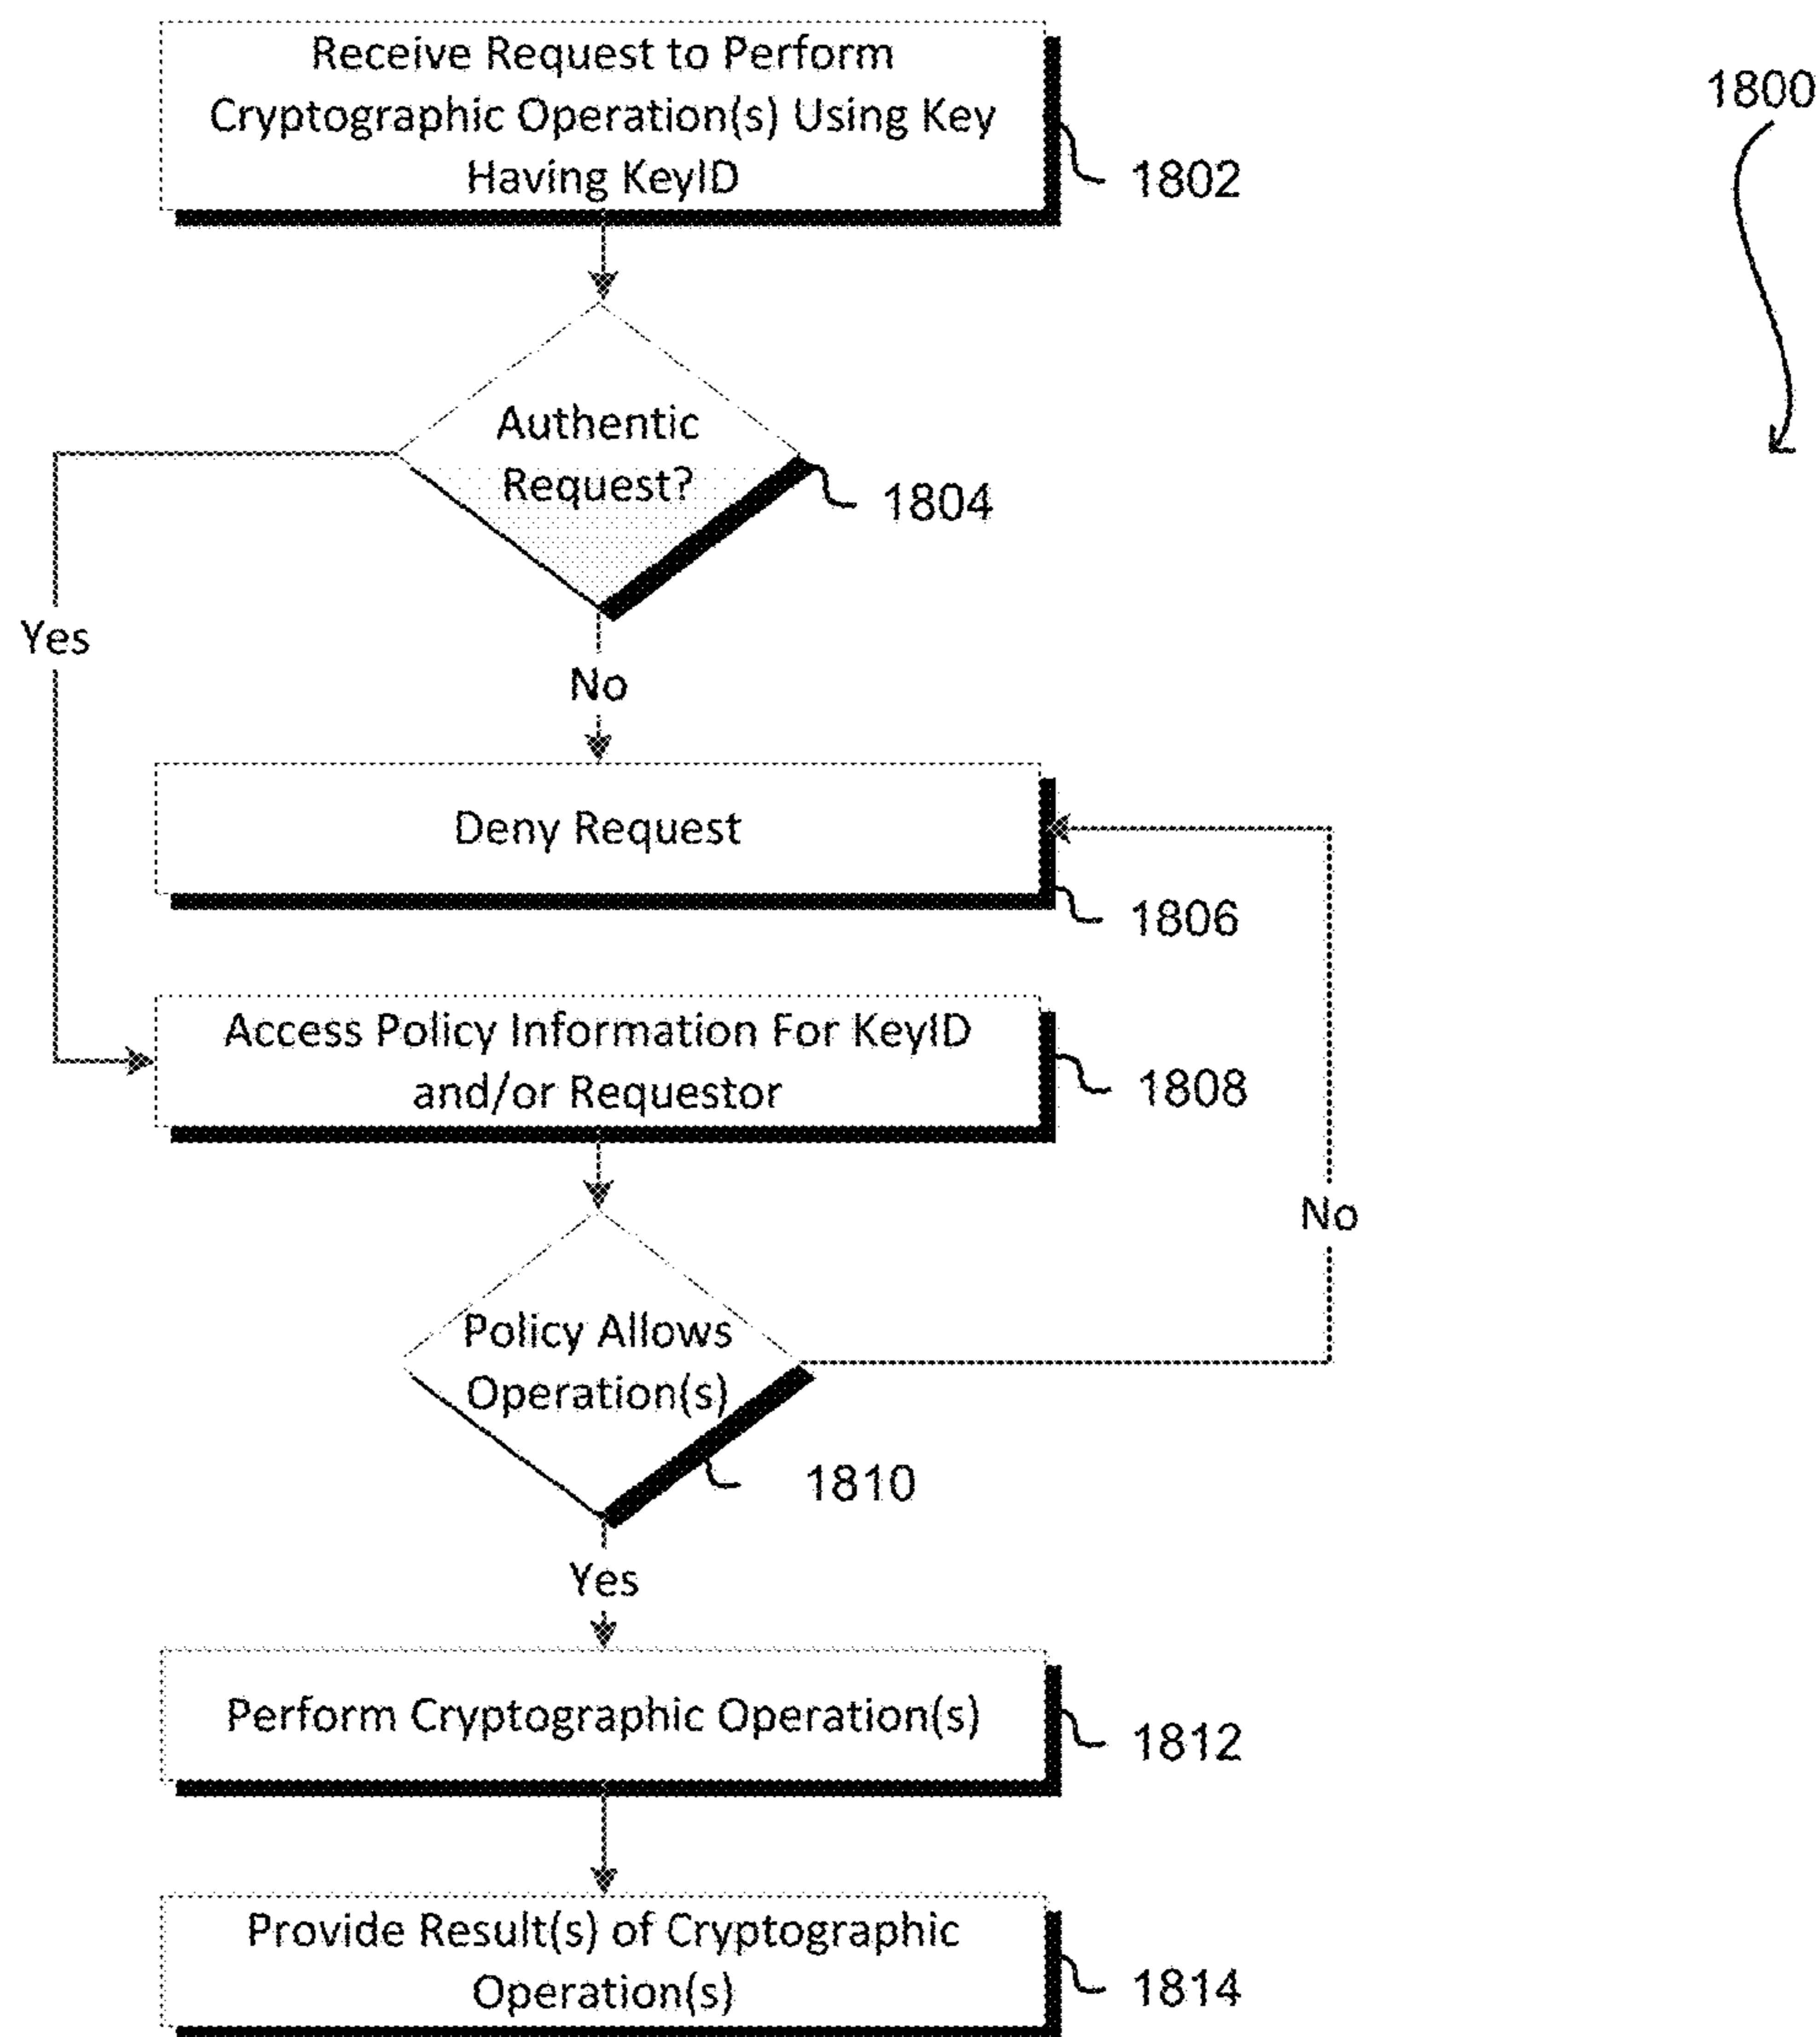 Receive Request to Perform
Cryptographic Operation(s) Using Key
Having KeyID
1802
1800
Authentic
Request?
1804
Yes
No
Deny Request
1806
Access Policy Information For KeyID
and/or Requestor
1808
No
Policy Allows
Operation(s)
1810
Yes
Perform Cryptographic Operation(s)
1812
Provide Result(s) of Cryptographic
Operation(s)
1814